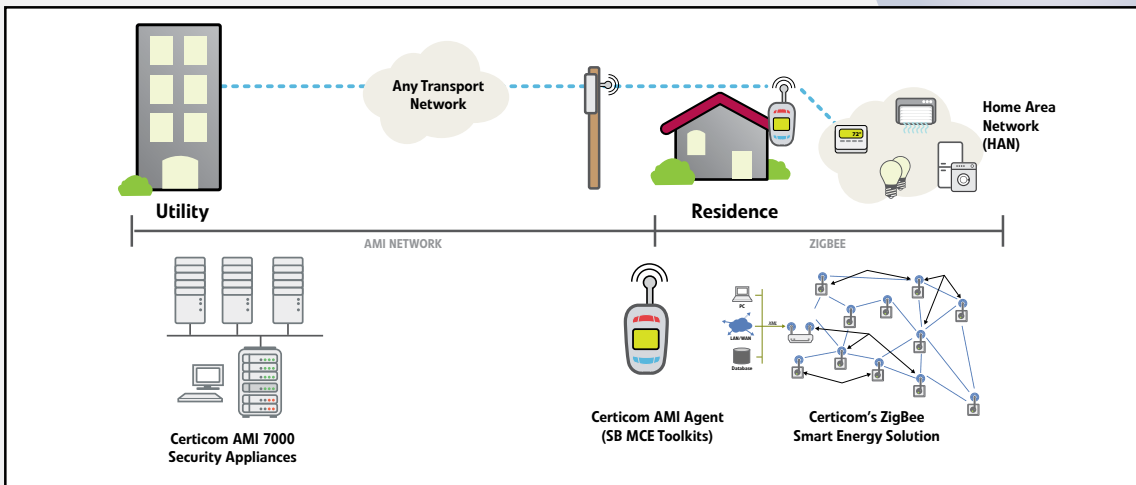 Any Transport
Network
72°
Home Area
Network
(HAN)
Utility
Residence
AMI NETWORK
ZIGBEE
PC
LAN/WAN
Database
Certicom AMI 7000
Security Appliances
Certicom AMI Agent
(SB MCE Toolkits)
Certicom's ZigBee
Smart Energy Solution